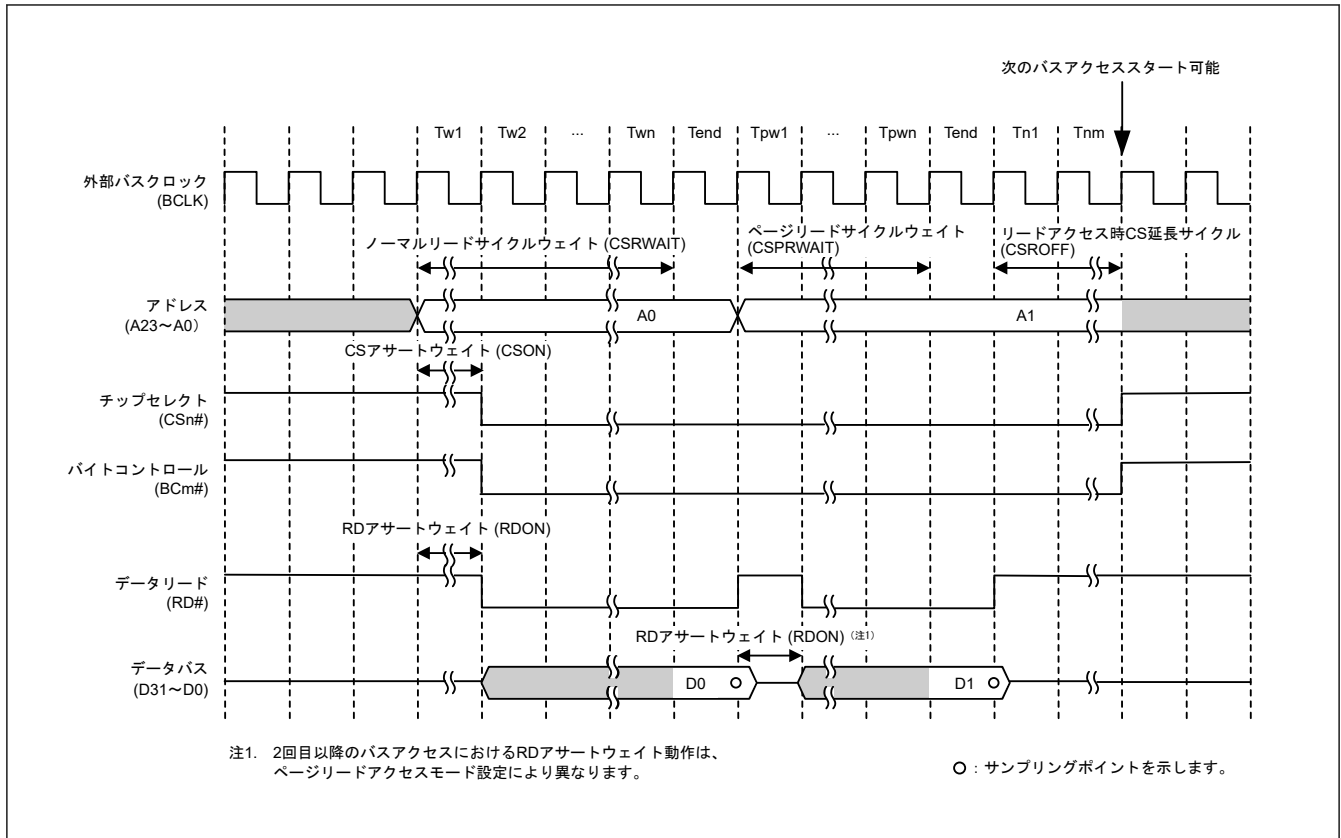 次のバスアクセススタート可能
Tw1 Tw2 ... Twn Tend Tpw1 ... Tpwn Tend Tn1 Tnm
外部バスクロック
(BCLK)
ノーマルリードサイクルウェイト (CSRWAIT)
ページリードサイクルウェイト
(CSPRWAIT)
リードアクセス時CS延長サイクル
(CSROFF)
アドレス
(A23～A0)
A0
A1
CSアサートウェイト (CSON)
チップセレクト
(CSn#)
バイトコントロール
(BCm#)
RDアサートウェイト (RDON)
データリード
(RD#)
RDアサートウェイト (RDON) (注1)
データバス
(D31～D0)
D0
D1
注1. 2回目以降のバスアクセスにおけるRDアサートウェイト動作は、
ページリードアクセスモード設定により異なります。
：サンプリングポイントを示します。